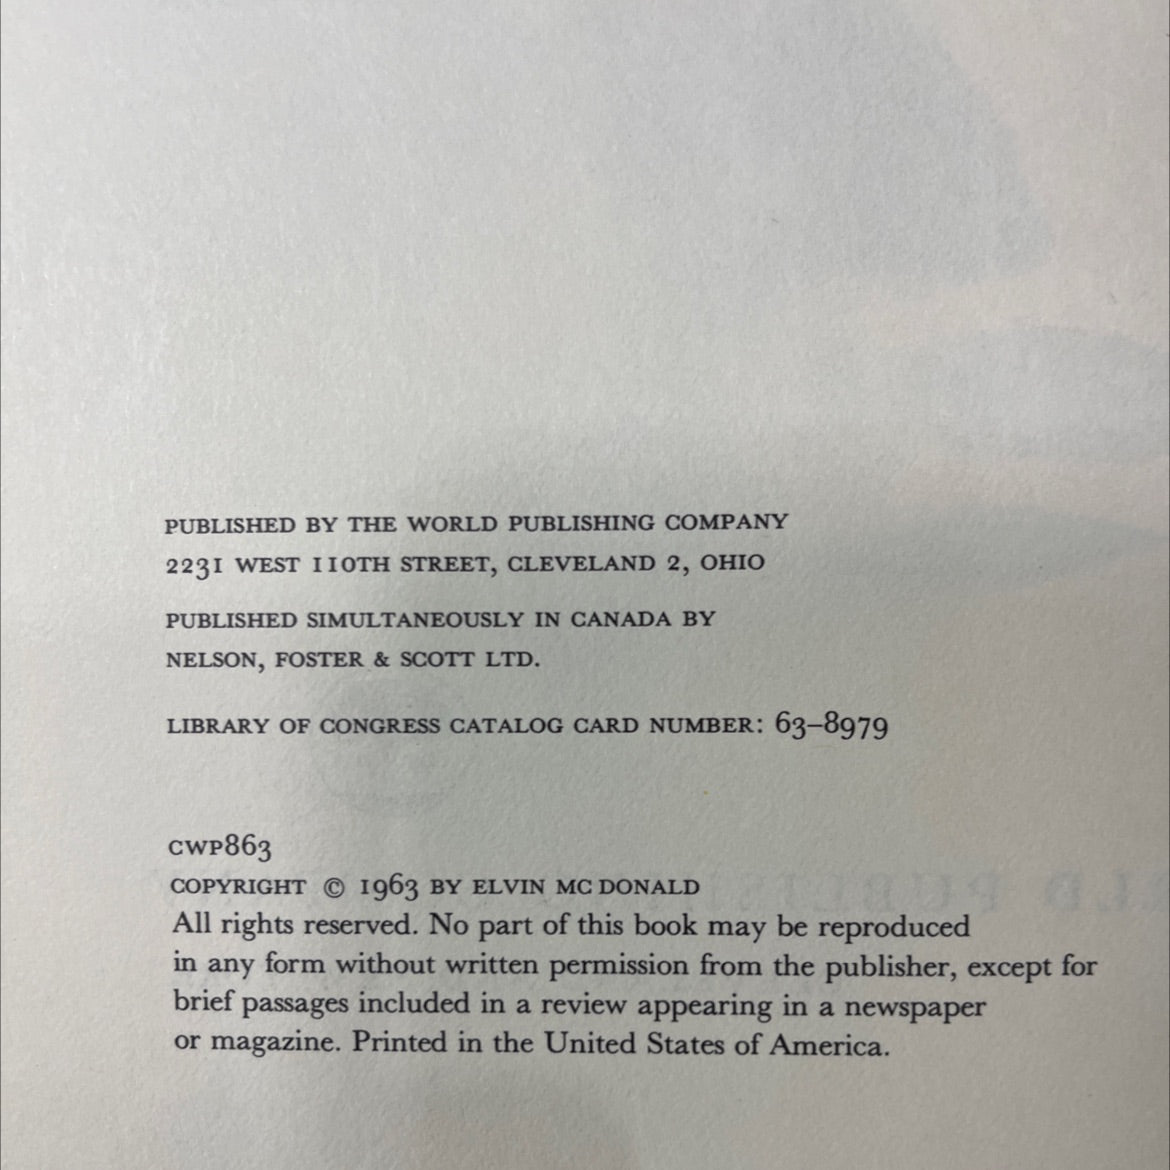 PUBLISHED BY THE WORLD PUBLISHING COMPANY
2231 WEST 110TH STREET, CLEVELAND 2, OHIO
PUBLISHED SIMULTANEOUSLY IN CANADA BY
NELSON, FOSTER & SCOTT LTD.
LIBRARY OF CONGRESS CATALOG CARD NUMBER: 63–8979
CWP863
COPYRIGHT © 1963 BY ELVIN MC DONALD
All rights reserved. No part of this book may be reproduced
in any form without written permission from the publisher, except for
brief passages included in a review appearing in a newspaper
or magazine. Printed in the United States of America.